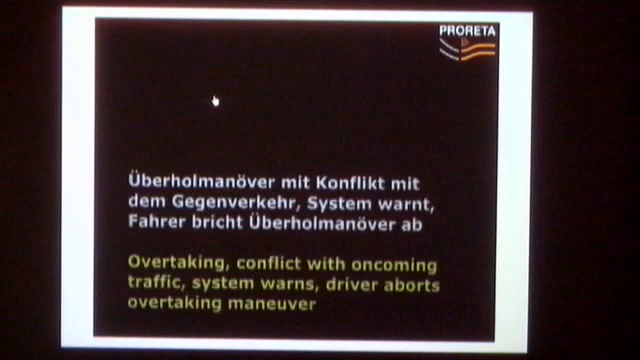 PRORETA
Überholmanöver mit Konflikt mit
dem Gegenverkehr, System warnt,
Fahrer bricht Überholmanöver ab
Overtaking, conflict with oncoming
traffic, system warns, driver aborts
overtaking maneuver